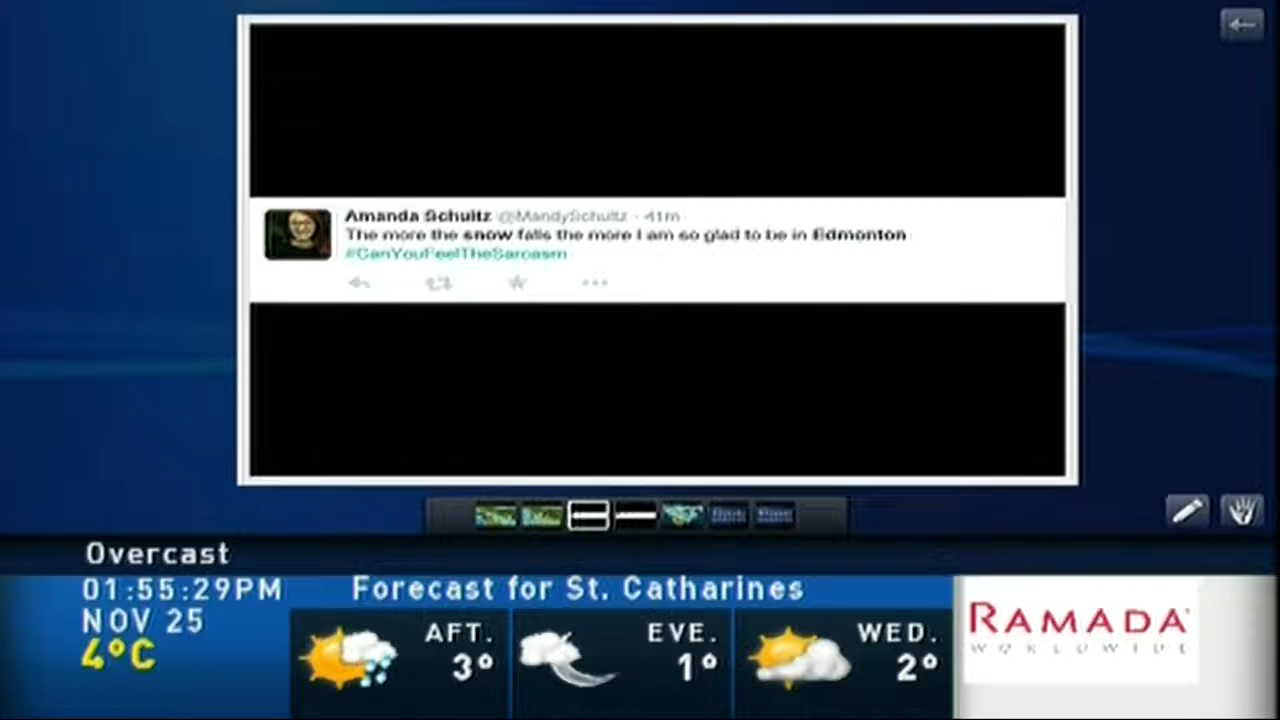 Amanda Schultz @MandySchultz · 41m
The more the snow falls the more I am so glad to be in Edmonton
#CanYouFeelTheSarcasm
Overcast
01:55:29PM
NOV 25
4°C
Forecast for St. Catharines
AFT.
3°
EVE.
1°
WED.
2°
RAMADA
WORLDWIDE